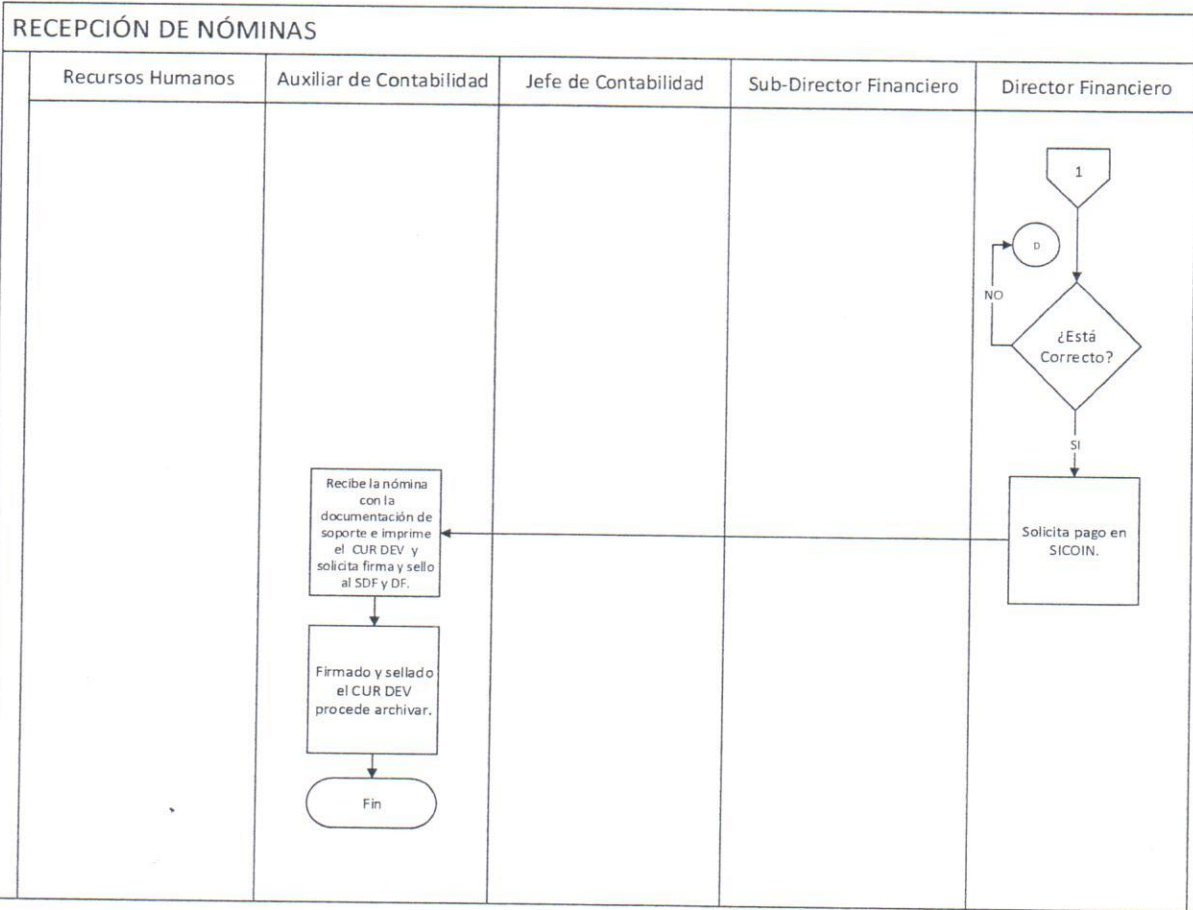 RECEPCIÓN DE NÓMINAS
Recursos Humanos
Auxiliar de Contabilidad
Jefe de Contabilidad
Sub-Director Financiero
Director Financiero
1
D
NO
¿Está
Correcto?
SI
Solicita pago en
SICOIN.
Recibe la nómina
con la
documentación de
soporte e imprime
el CUR DEV y
solicita firma y sello
al SDF y DF.
Firmado y sellado
el CUR DEV
procede archivar.
Fin